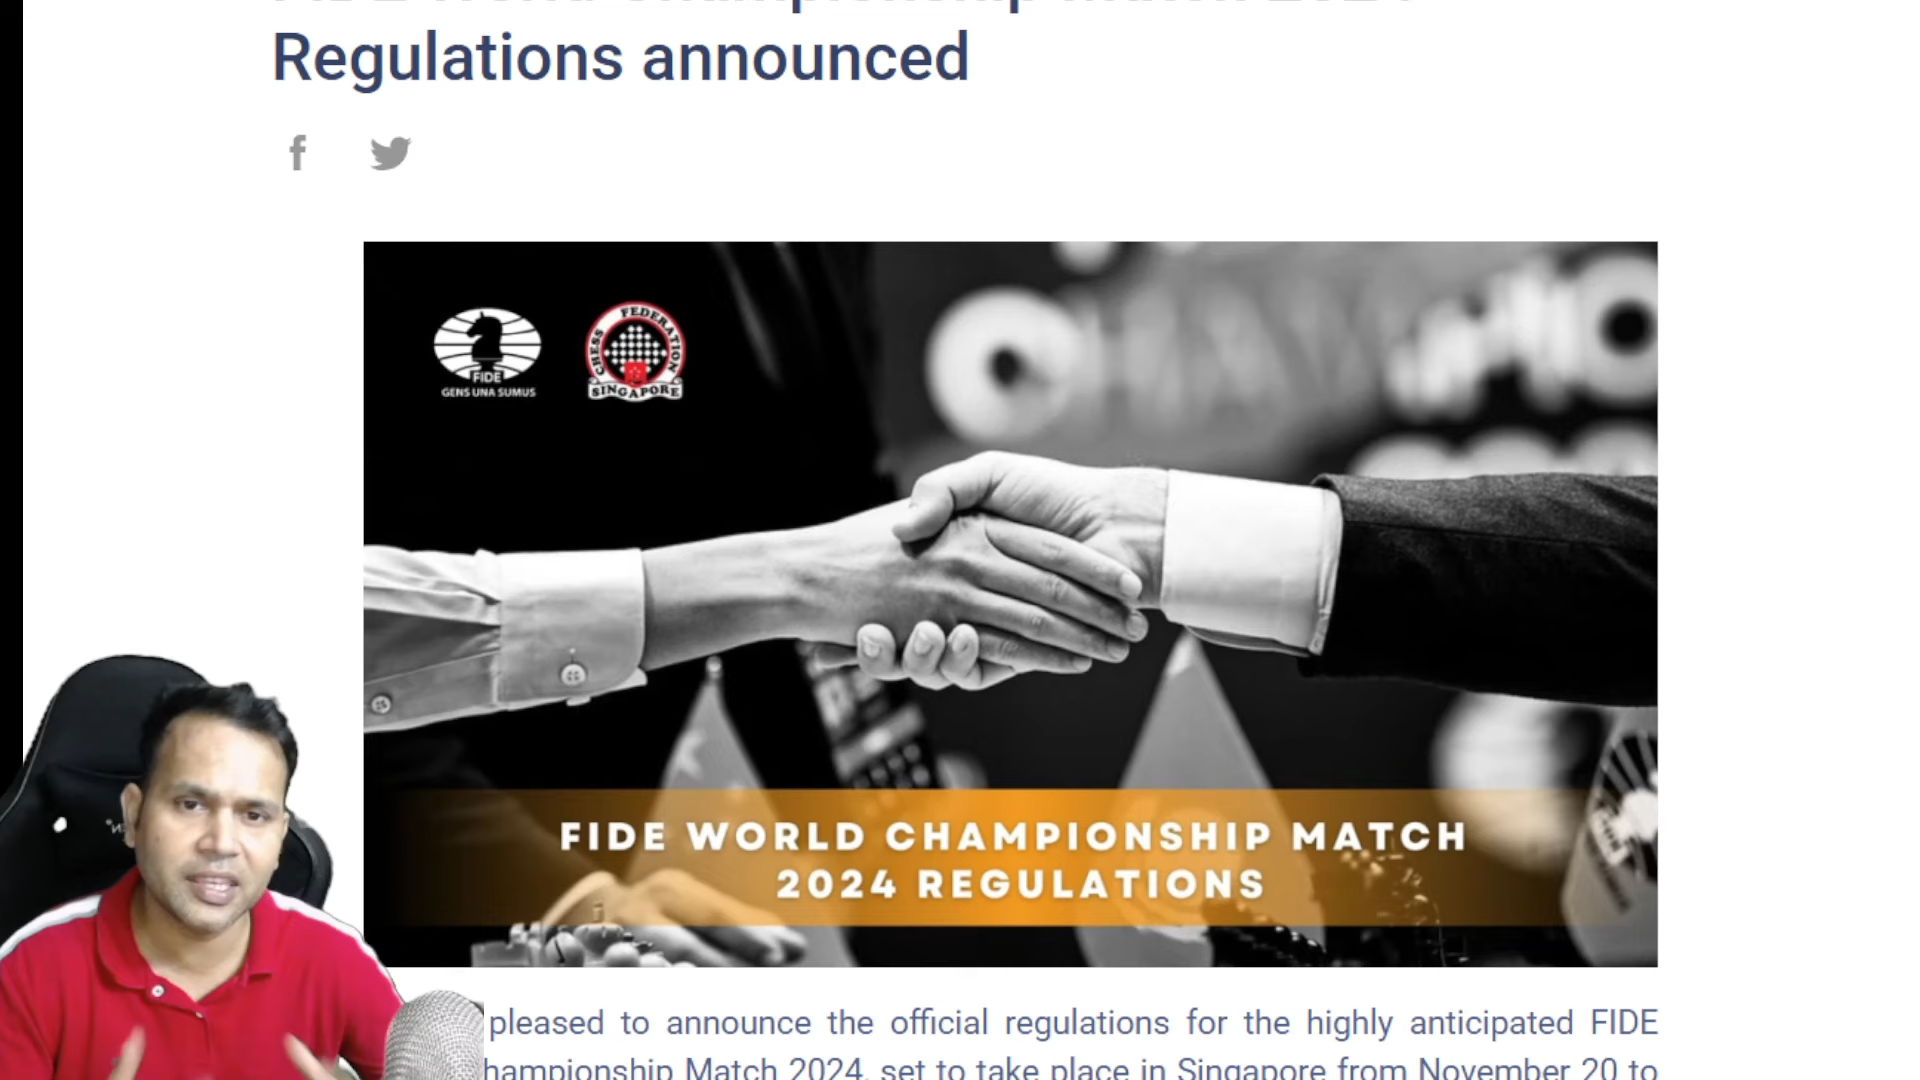 Regulations announced
FIDE
GENS UNA SUMUS
CHESS FEDERATION
SINGAPORE
FIDE WORLD CHAMPIONSHIP MATCH
2024 REGULATIONS
pleased to announce the official regulations for the highly anticipated FIDE
hampionship Match 2024, set to take place in Singapore from November 20 to